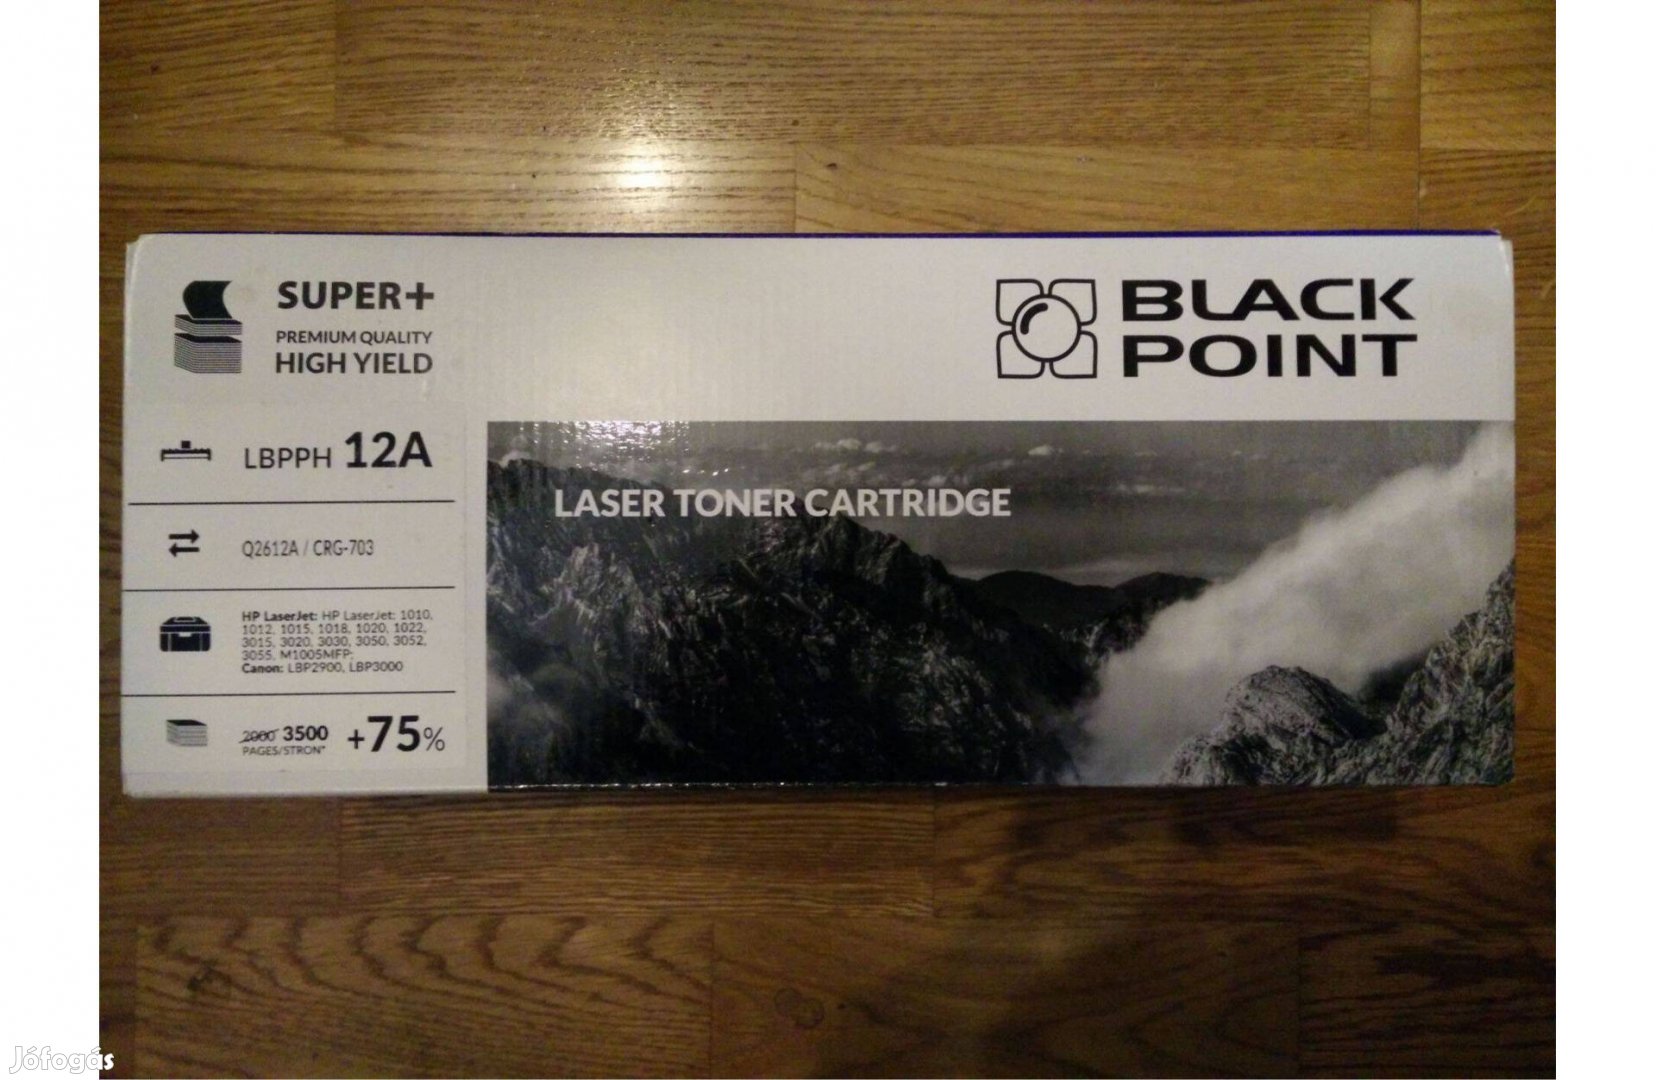 SUPER+
PREMIUM QUALITY
HIGH YIELD
BLACK
POINT
LBPPH 12A
LASER TONER CARTRIDGE
Q2612A / CRG-703
HP LaserJet: HP LaserJet: 1010,
1012, 1015, 1018, 1020, 1022,
3015, 3020, 3030, 3050, 3052,
3055, M1005MFP;
Canon: LBP2900, LBP3000
2000 3500 +75%
PAGES/STRON*
Jófogás